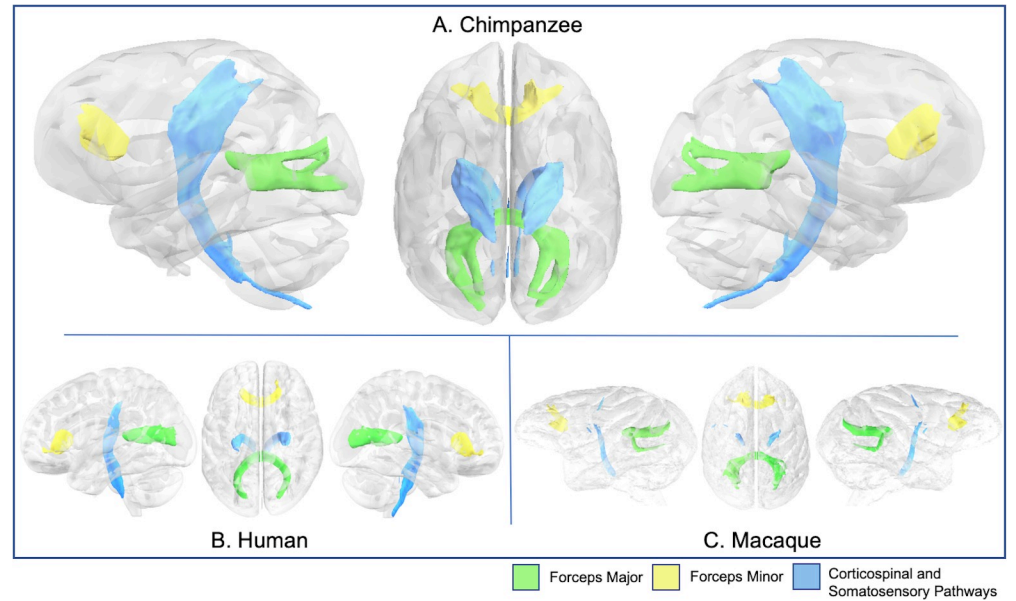 A. Chimpanzee
B. Human
C. Macaque
Forceps Major
Forceps Minor
Corticospinal and
Somatosensory Pathways